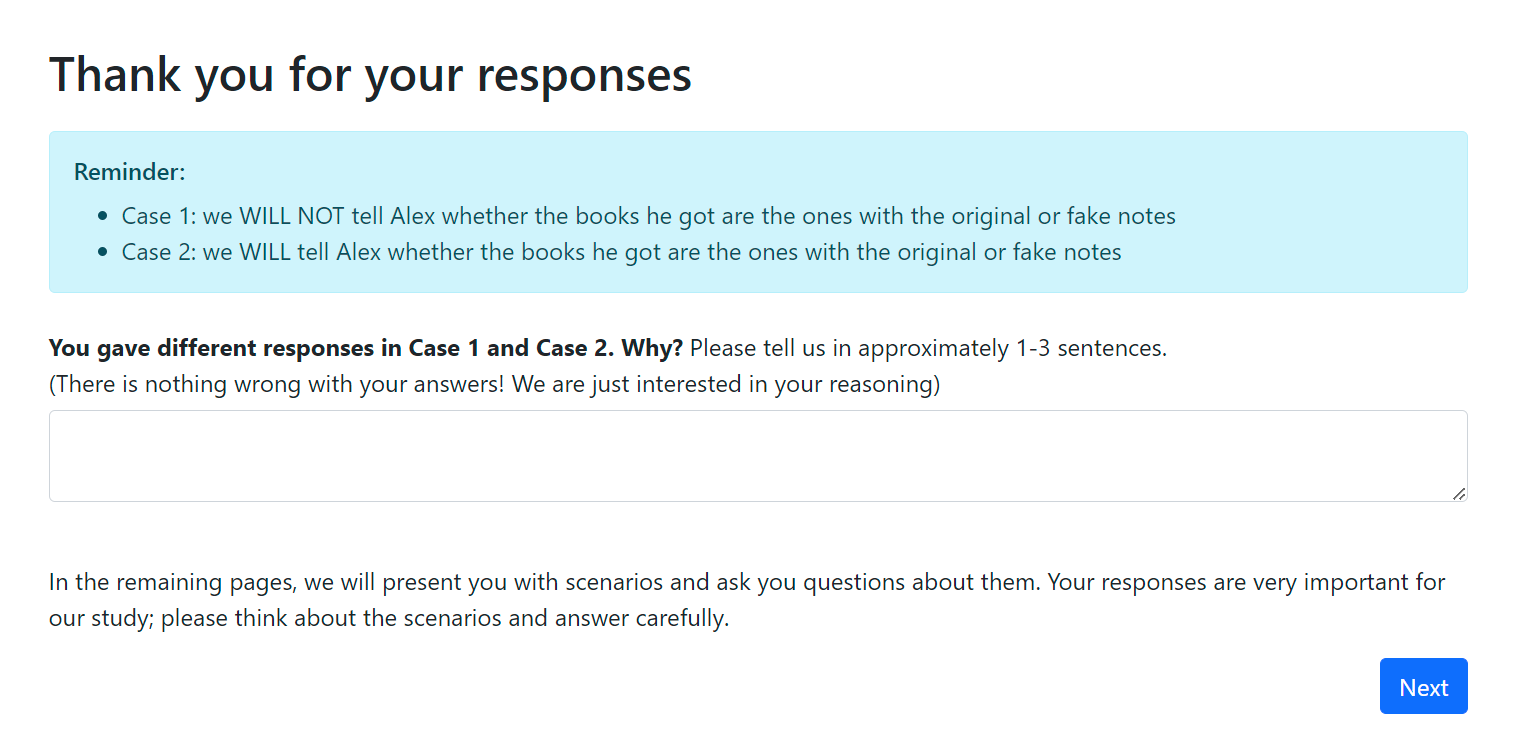 Thank you for your responses
Reminder:
• Case 1: we WILL NOT tell Alex whether the books he got are the ones with the original or fake notes
• Case 2: we WILL tell Alex whether the books he got are the ones with the original or fake notes
You gave different responses in Case 1 and Case 2. Why? Please tell us in approximately 1-3 sentences.
(There is nothing wrong with your answers! We are just interested in your reasoning)
In the remaining pages, we will present you with scenarios and ask you questions about them. Your responses are very important for
our study; please think about the scenarios and answer carefully.
Next